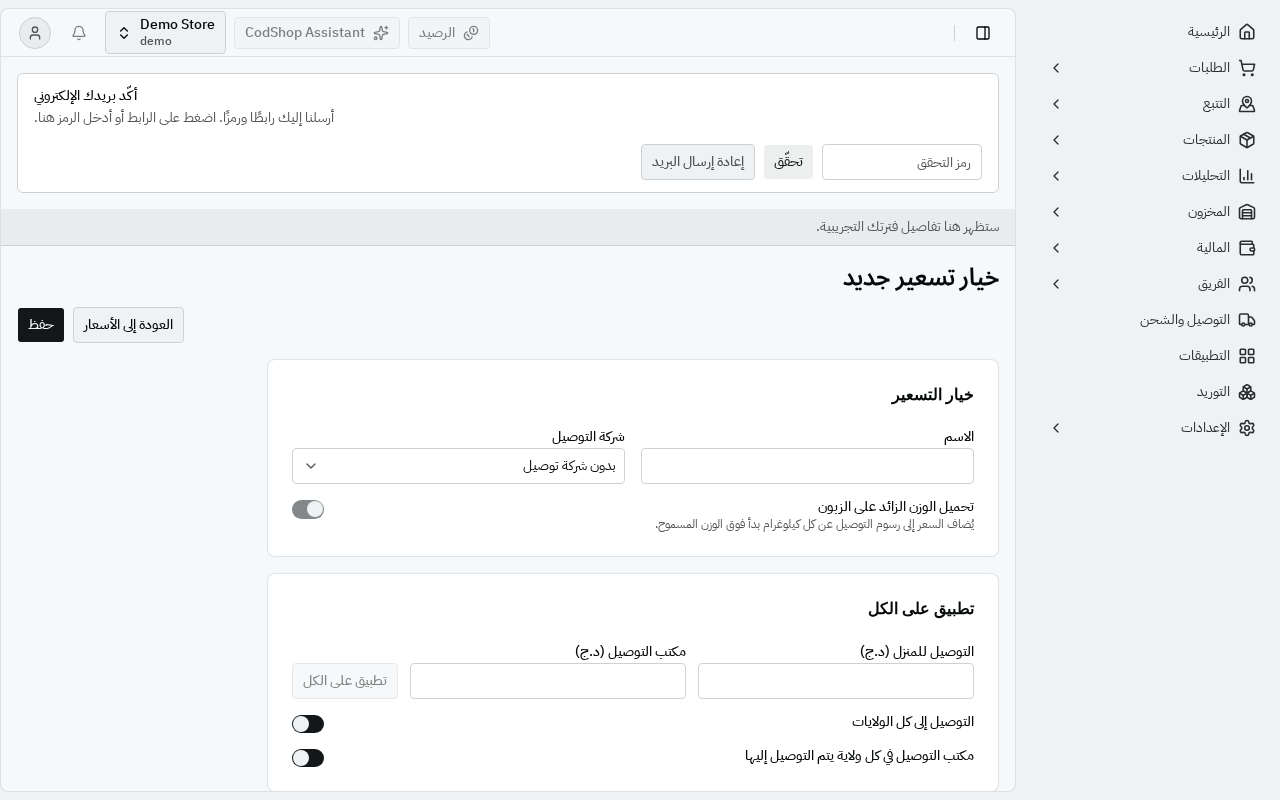 الرئيسية
الطلبات
التتبع
المنتجات
التحليلات
المخزون
المالية
الفريق
التوصيل والشحن
التطبيقات
التوريد
الإعدادات
الرصيد
CodShop Assistant
Demo Store
demo
أكّد بريدك الإلكتروني
أرسلنا إليك رابطًا ورمزًا. اضغط على الرابط أو أدخل الرمز هنا.
رمز التحقق
تحقّق
إعادة إرسال البريد
ستظهر هنا تفاصيل فترتك التجريبية.
خيار تسعير جديد
العودة إلى الأسعار
حفظ
خيار التسعير
الاسم
شركة التوصيل
بدون شركة توصيل
تحميل الوزن الزائد على الزبون
يُضاف السعر إلى رسوم التوصيل عن كل كيلوغرام بدأ فوق الوزن المسموح.
تطبيق على الكل
التوصيل للمنزل (د.ج)
مكتب التوصيل (د.ج)
تطبيق على الكل
التوصيل إلى كل الولايات
مكتب التوصيل في كل ولاية يتم التوصيل إليها